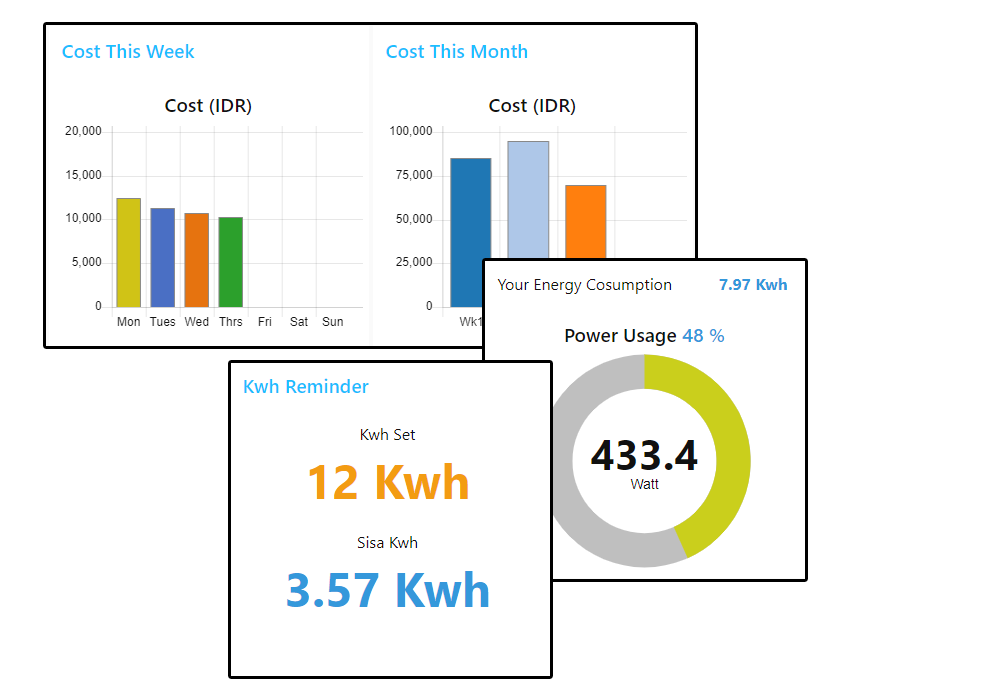 Cost This Week
Cost (IDR)
20,000
15,000
10,000
5,000
0
Mon Tues Wed Thrs Fri Sat Sun
Cost This Month
Cost (IDR)
100,000
75,000
50,000
25,000
0
Wk1
Your Energy Cosumption 7.97 Kwh
Power Usage 48 %
433.4
Watt
Kwh Reminder
Kwh Set
12 Kwh
Sisa Kwh
3.57 Kwh